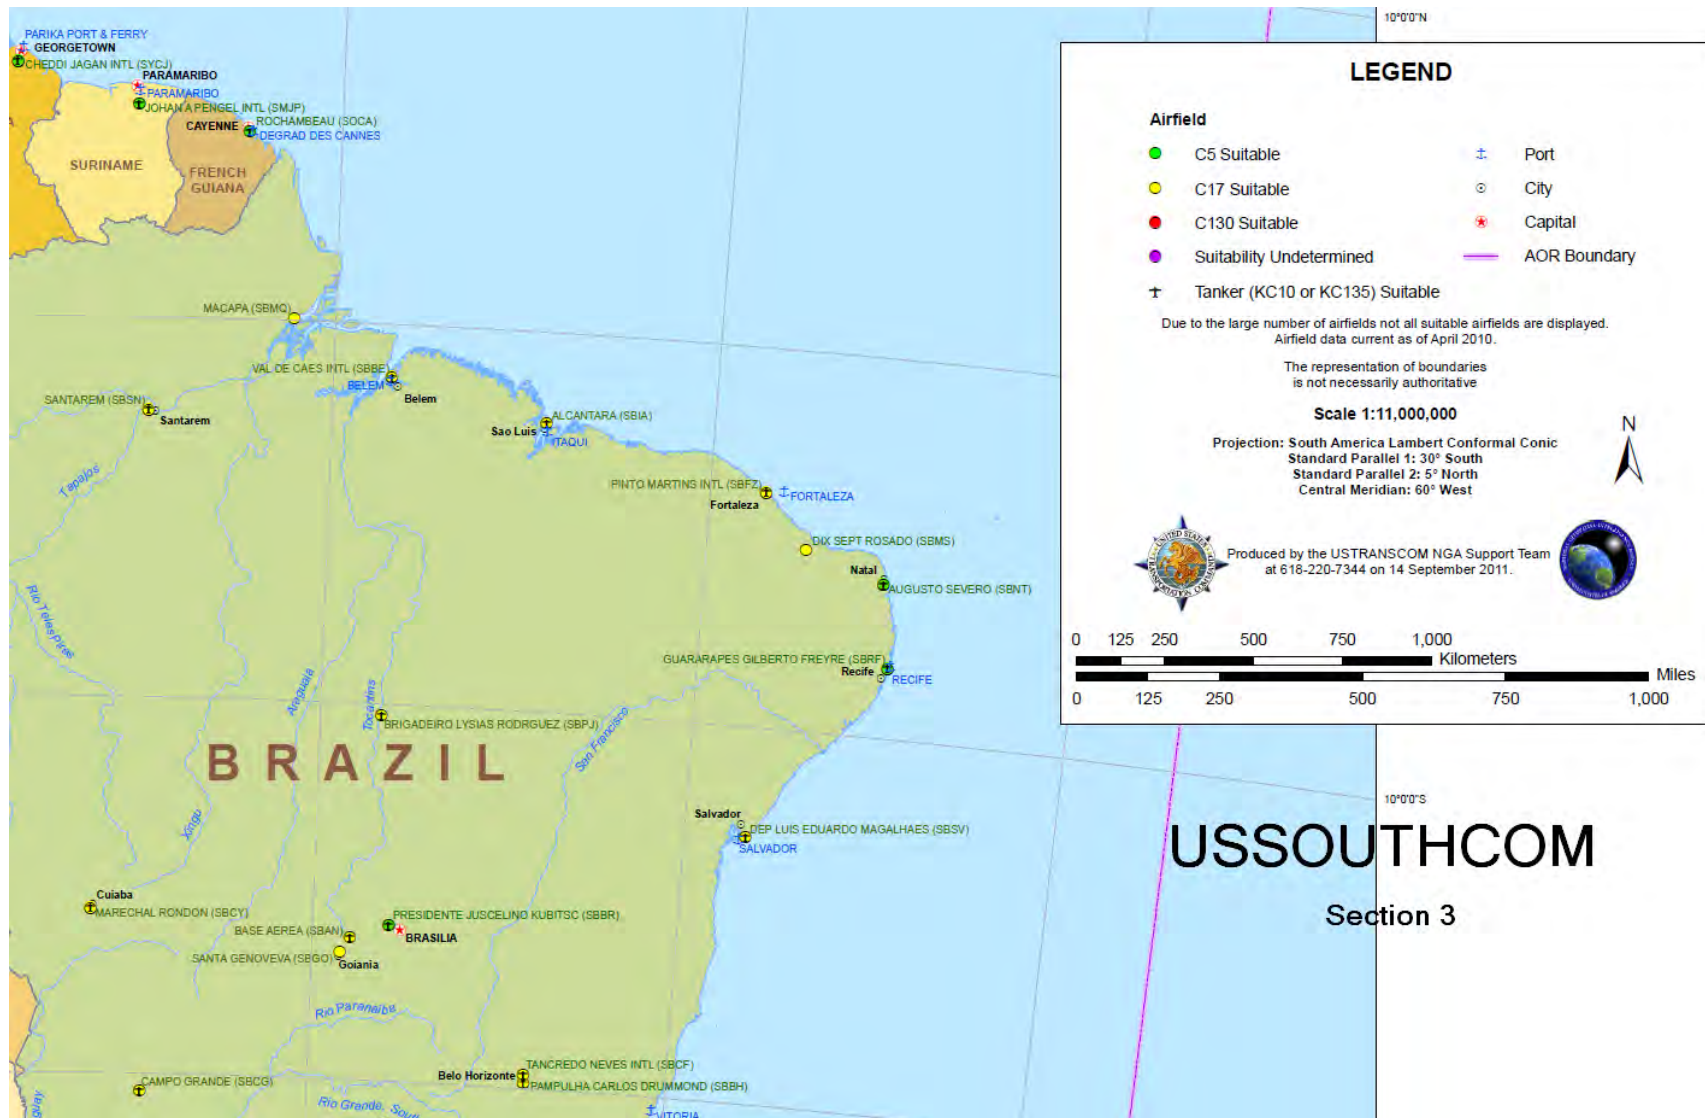 PARIKA PORT & FERRY
GEORGETOWN
CHEDDI JAGAN INTL (SYCJ)
PARAMARIBO
PARAMARIBO
JOHAN A PENGEL INTL (SMJP)
ROCHAMBEAU (SOCA)
CAYENNE
DEGRAD DES CANNES
SURINAME
FRENCH
GUIANA
MACAPA (SBMQ)
VAL DE CAES INTL (SBBE)
BELEM
Belem
SANTAREM (SBSN)
Santarem
ALCANTARA (SBIA)
Sao Luis
ITAQUI
Tapajos
PINTO MARTINS INTL (SBFZ)
FORTALEZA
Fortaleza
DIX SEPT ROSADO (SBMS)
Natal
AUGUSTO SEVERO (SBNT)
Rio Teles Piras
GUARARAPES GILBERTO FREYRE (SBRF)
Recife
RECIFE
Araguaia
Tocantins
BRIGADEIRO LYSIAS RODRGUEZ (SBPJ)
San Francisco
BRAZIL
Xingo
Salvador
DEP LUIS EDUARDO MAGALHAES (SBSV)
SALVADOR
Cuiaba
MARECHAL RONDON (SBCY)
PRESIDENTE JUSCELINO KUBITSC (SBBR)
BASE AEREA (SBAN)
BRASILIA
SANTA GENOVEVA (SBGO)
Goiania
Rio Paranaiba
TANCREDO NEVES INTL (SBCF)
Belo Horizonte
PAMPULHA CARLOS DRUMMOND (SBBH)
CAMPO GRANDE (SBCG)
Rio Grande, South
VITORIA
10°0'0"N
LEGEND
Airfield
C5 Suitable
Port
C17 Suitable
City
C130 Suitable
Capital
Suitability Undetermined
AOR Boundary
Tanker (KC10 or KC135) Suitable
Due to the large number of airfields not all suitable airfields are displayed.
Airfield data current as of April 2010.
The representation of boundaries
is not necessarily authoritative
Scale 1:11,000,000
Projection: South America Lambert Conformal Conic
Standard Parallel 1: 30° South
Standard Parallel 2: 5° North
Central Meridian: 60° West
N
Produced by the USTRANSCOM NGA Support Team
at 618-220-7344 on 14 September 2011.
0 125 250 500 750 1,000
Kilometers
Miles
0 125 250 500 750 1,000
10°0'0"S
USSOUTHCOM
Section 3